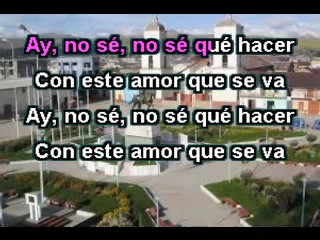 Ay, no sé, no sé qué hacer
Con este amor que se va
Ay, no sé, no sé qué hacer
Con este amor que se va